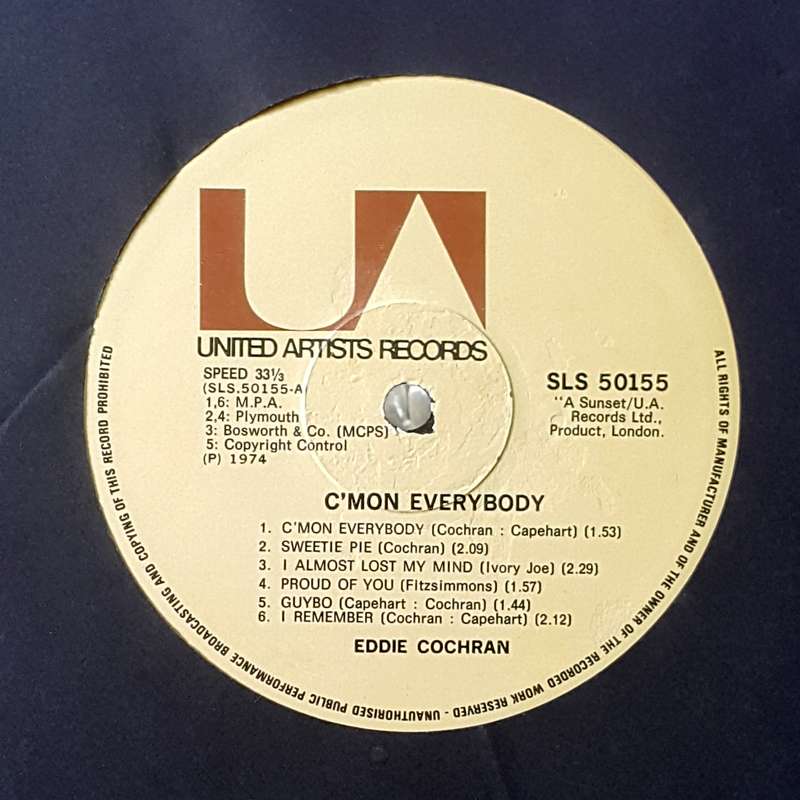 UA
UNITED ARTISTS RECORDS
SPEED 33⅓
(SLS.50155-A)
1,6: M.P.A.
2,4: Plymouth
3: Bosworth & Co. (MCPS)
5: Copyright Control
(P) 1974
SLS 50155
"A Sunset/U.A.
Records Ltd.,
Product, London.
C'MON EVERYBODY
1. C'MON EVERYBODY (Cochran : Capehart) (1.53)
2. SWEETIE PIE (Cochran) (2.09)
3. I ALMOST LOST MY MIND (Ivory Joe) (2.29)
4. PROUD OF YOU (Fitzsimmons) (1.57)
5. GUYBO (Capehart : Cochran) (1.44)
6. I REMEMBER (Cochran : Capehart) (2.12)
EDDIE COCHRAN
ALL RIGHTS OF MANUFACTURER AND OF THE OWNER OF THE RECORDED WORK RESERVED - UNAUTHORISED PUBLIC PERFORMANCE BROADCASTING AND COPYING OF THIS RECORD PROHIBITED